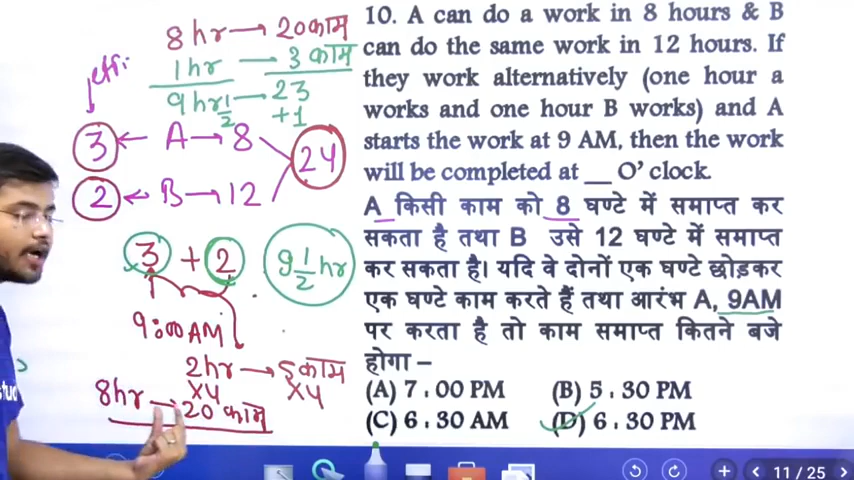 8 hr → 20 काम
1 hr → 3 काम
9 hr 1/2 → 23
1/2 +1
effi
3 ← A → 8
24
2 ← B → 12
3 + 2
9 1/2 hr
9:00 AM
2 hr → 5 काम
×4 ×4
8hr → 20 काम
10. A can do a work in 8 hours & B
can do the same work in 12 hours. If
they work alternatively (one hour a
works and one hour B works) and A
starts the work at 9 AM, then the work
will be completed at __ O’ clock.
A किसी काम को 8 घण्टे में समाप्त कर
सकता है तथा B उसे 12 घण्टे में समाप्त
कर सकता है। यदि वे दोनों एक घण्टे छोड़कर
एक घण्टे काम करते हैं तथा आरंभ A, 9AM
पर करता है तो काम समाप्त कितने बजे
होगा –
(A) 7 . 00 PM (B) 5 . 30 PM
(C) 6 . 30 AM (D) 6 . 30 PM
11 / 25